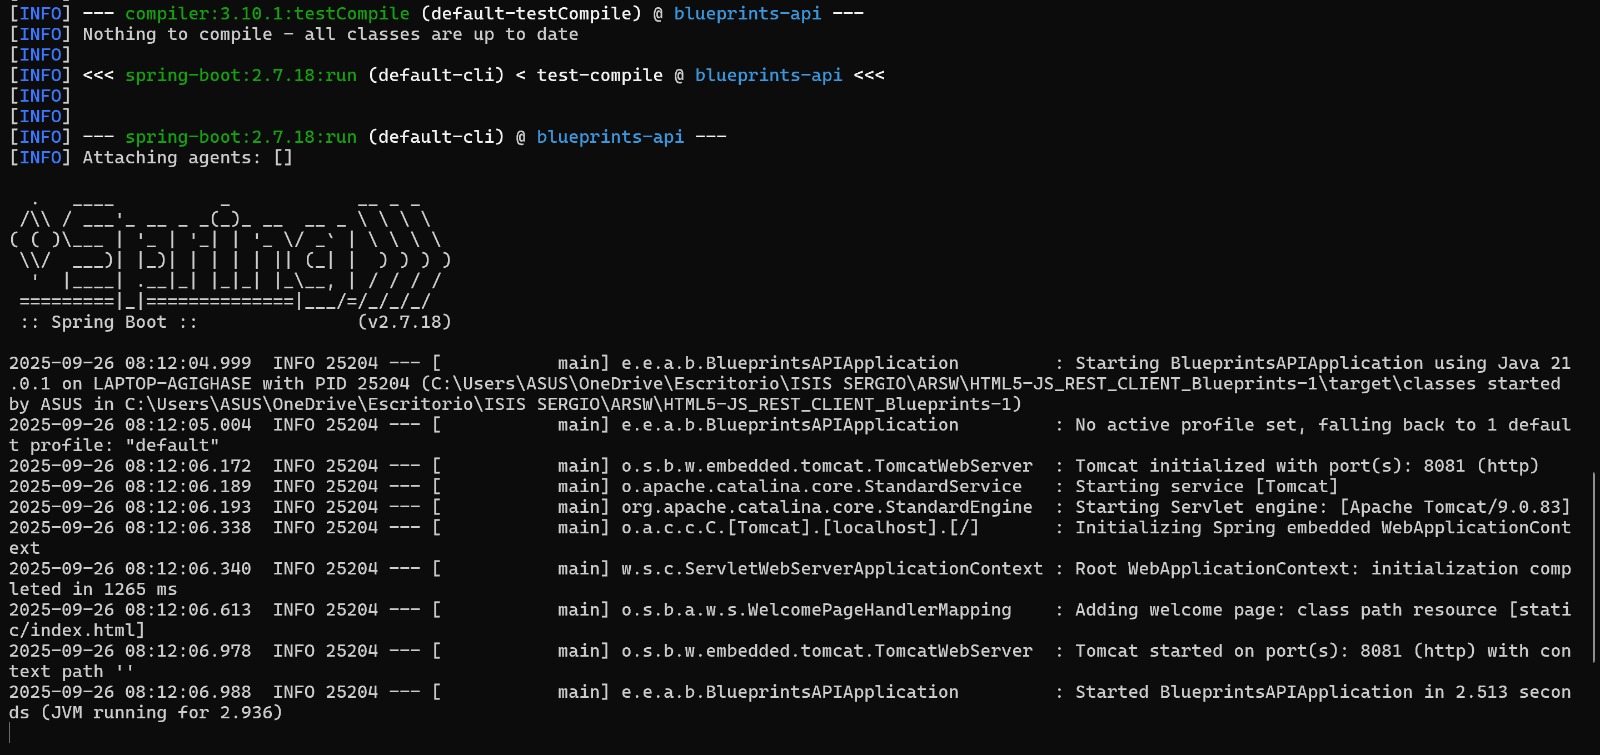 [INFO] --- compiler:3.10.1:testCompile (default-testCompile) @ blueprints-api ---
[INFO] Nothing to compile - all classes are up to date
[INFO]
[INFO] <<< spring-boot:2.7.18:run (default-cli) < test-compile @ blueprints-api <<<
[INFO]
[INFO]
[INFO] --- spring-boot:2.7.18:run (default-cli) @ blueprints-api ---
[INFO] Attaching agents: []

  .   ____          _            __ _ _
 /\\ / ___'_ __ _ _(_)_ __  __ _ \ \ \ \
( ( )\___ | '_ | '_| | '_ \/ _` | \ \ \ \
 \\/  ___)| |_)| | | | | || (_| |  ) ) ) )
  '  |____| .__|_| |_|_| |_\__, | / / / /
 =========|_|==============|___/=/_/_/_/
 :: Spring Boot ::               (v2.7.18)

2025-09-26 08:12:04.999  INFO 25204 --- [           main] e.e.a.b.BlueprintsAPIApplication         : Starting BlueprintsAPIApplication using Java 21
.0.1 on LAPTOP-AGIGHASE with PID 25204 (C:\Users\ASUS\OneDrive\Escritorio\ISIS SERGIO\ARSW\HTML5-JS_REST_CLIENT_Blueprints-1\target\classes started
by ASUS in C:\Users\ASUS\OneDrive\Escritorio\ISIS SERGIO\ARSW\HTML5-JS_REST_CLIENT_Blueprints-1)
2025-09-26 08:12:05.004  INFO 25204 --- [           main] e.e.a.b.BlueprintsAPIApplication         : No active profile set, falling back to 1 defaul
t profile: "default"
2025-09-26 08:12:06.172  INFO 25204 --- [           main] o.s.b.w.embedded.tomcat.TomcatWebServer  : Tomcat initialized with port(s): 8081 (http)
2025-09-26 08:12:06.189  INFO 25204 --- [           main] o.apache.catalina.core.StandardService   : Starting service [Tomcat]
2025-09-26 08:12:06.193  INFO 25204 --- [           main] org.apache.catalina.core.StandardEngine  : Starting Servlet engine: [Apache Tomcat/9.0.83]
2025-09-26 08:12:06.338  INFO 25204 --- [           main] o.a.c.c.C.[Tomcat].[localhost].[/]       : Initializing Spring embedded WebApplicationCont
ext
2025-09-26 08:12:06.340  INFO 25204 --- [           main] w.s.c.ServletWebServerApplicationContext : Root WebApplicationContext: initialization comp
leted in 1265 ms
2025-09-26 08:12:06.613  INFO 25204 --- [           main] o.s.b.a.w.s.WelcomePageHandlerMapping    : Adding welcome page: class path resource [stati
c/index.html]
2025-09-26 08:12:06.978  INFO 25204 --- [           main] o.s.b.w.embedded.tomcat.TomcatWebServer  : Tomcat started on port(s): 8081 (http) with con
text path ''
2025-09-26 08:12:06.988  INFO 25204 --- [           main] e.e.a.b.BlueprintsAPIApplication         : Started BlueprintsAPIApplication in 2.513 secon
ds (JVM running for 2.936)